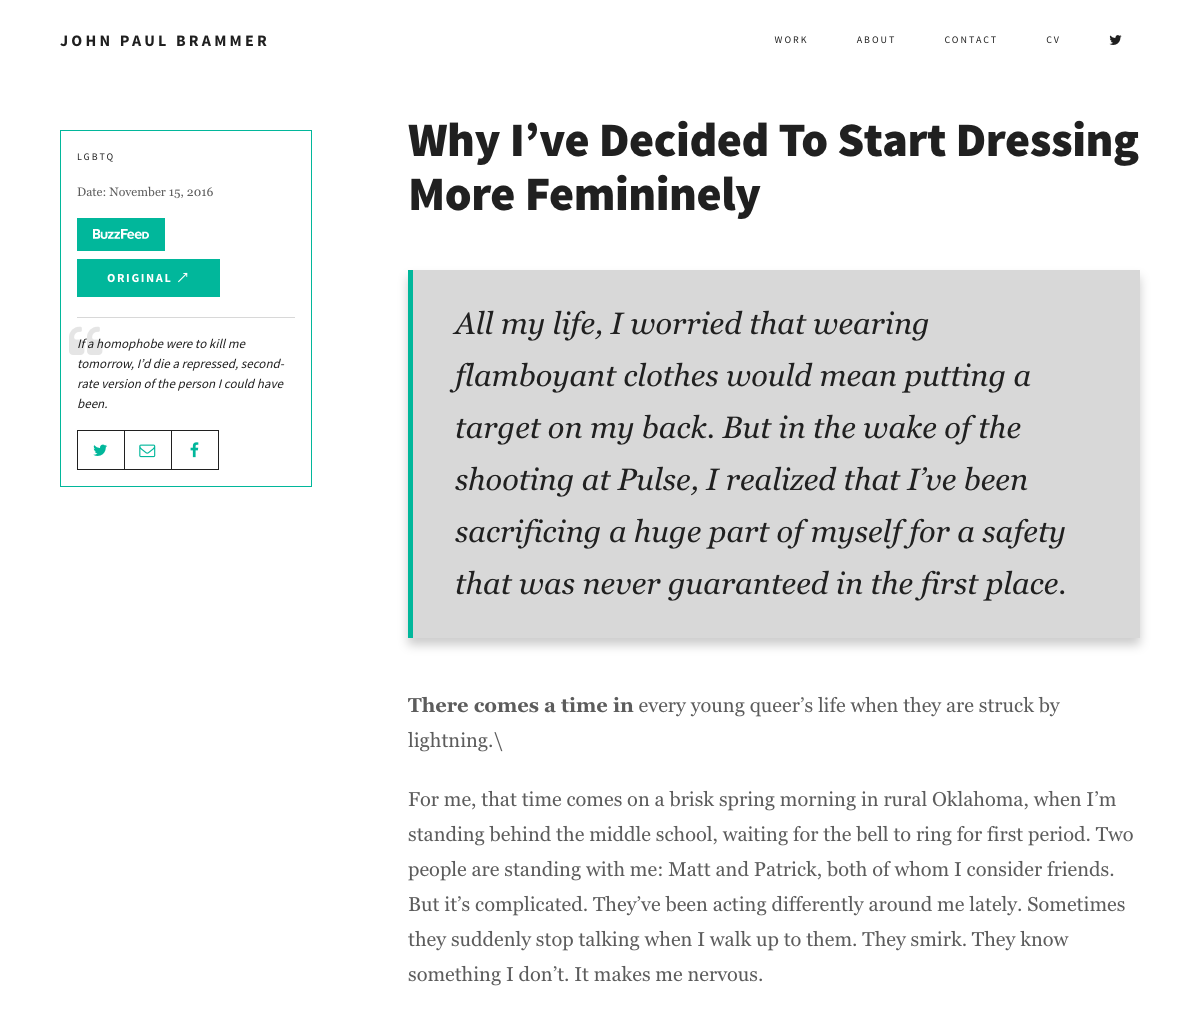 JOHN PAUL BRAMMER
WORK ABOUT CONTACT CV
LGBTQ
Date: November 15, 2016
BuzzFeeD
ORIGINAL ↗
If a homophobe were to kill me
tomorrow, I’d die a repressed, second-
rate version of the person I could have
been.
Why I’ve Decided To Start Dressing
More Femininely
All my life, I worried that wearing
flamboyant clothes would mean putting a
target on my back. But in the wake of the
shooting at Pulse, I realized that I’ve been
sacrificing a huge part of myself for a safety
that was never guaranteed in the first place.
There comes a time in every young queer’s life when they are struck by
lightning.\
For me, that time comes on a brisk spring morning in rural Oklahoma, when I’m
standing behind the middle school, waiting for the bell to ring for first period. Two
people are standing with me: Matt and Patrick, both of whom I consider friends.
But it’s complicated. They’ve been acting differently around me lately. Sometimes
they suddenly stop talking when I walk up to them. They smirk. They know
something I don’t. It makes me nervous.